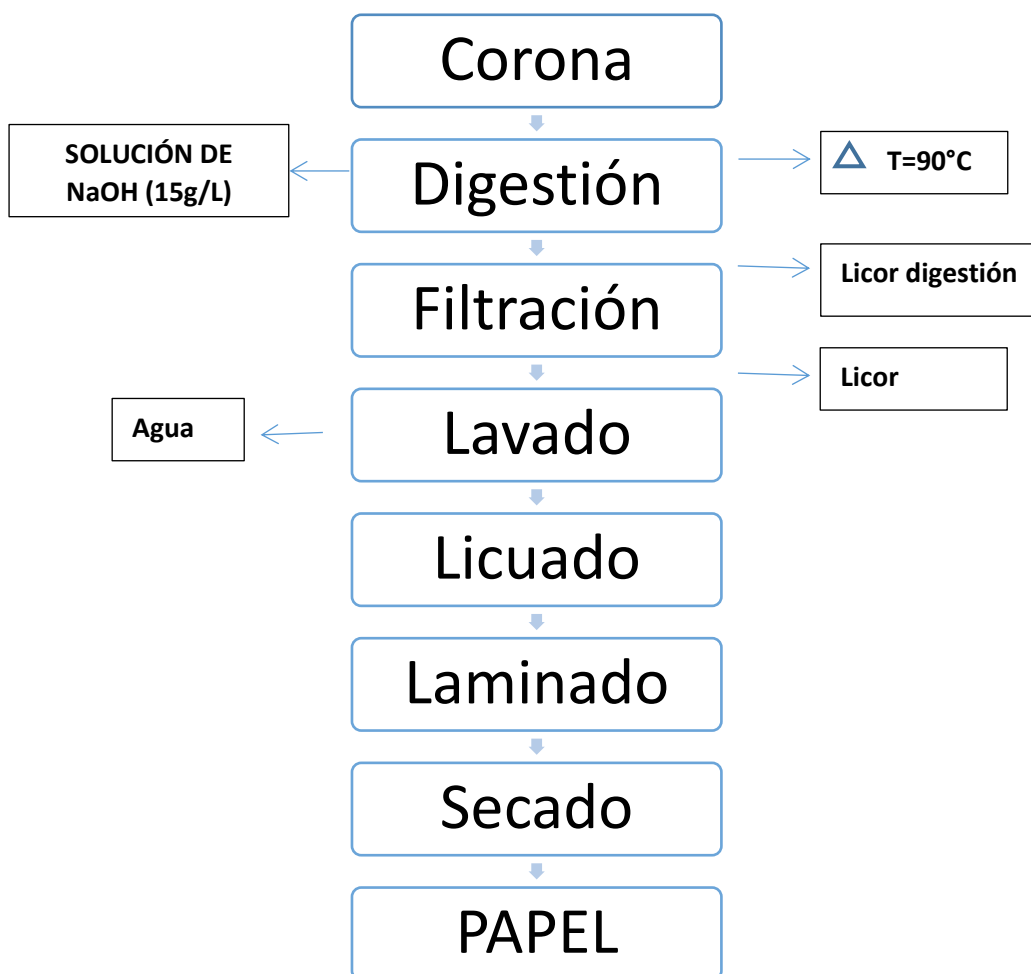 Corona
SOLUCIÓN DE
NaOH (15g/L)
Digestión
T=90°C
Filtración
Licor digestión
Licor
Agua
Lavado
Licuado
Laminado
Secado
PAPEL